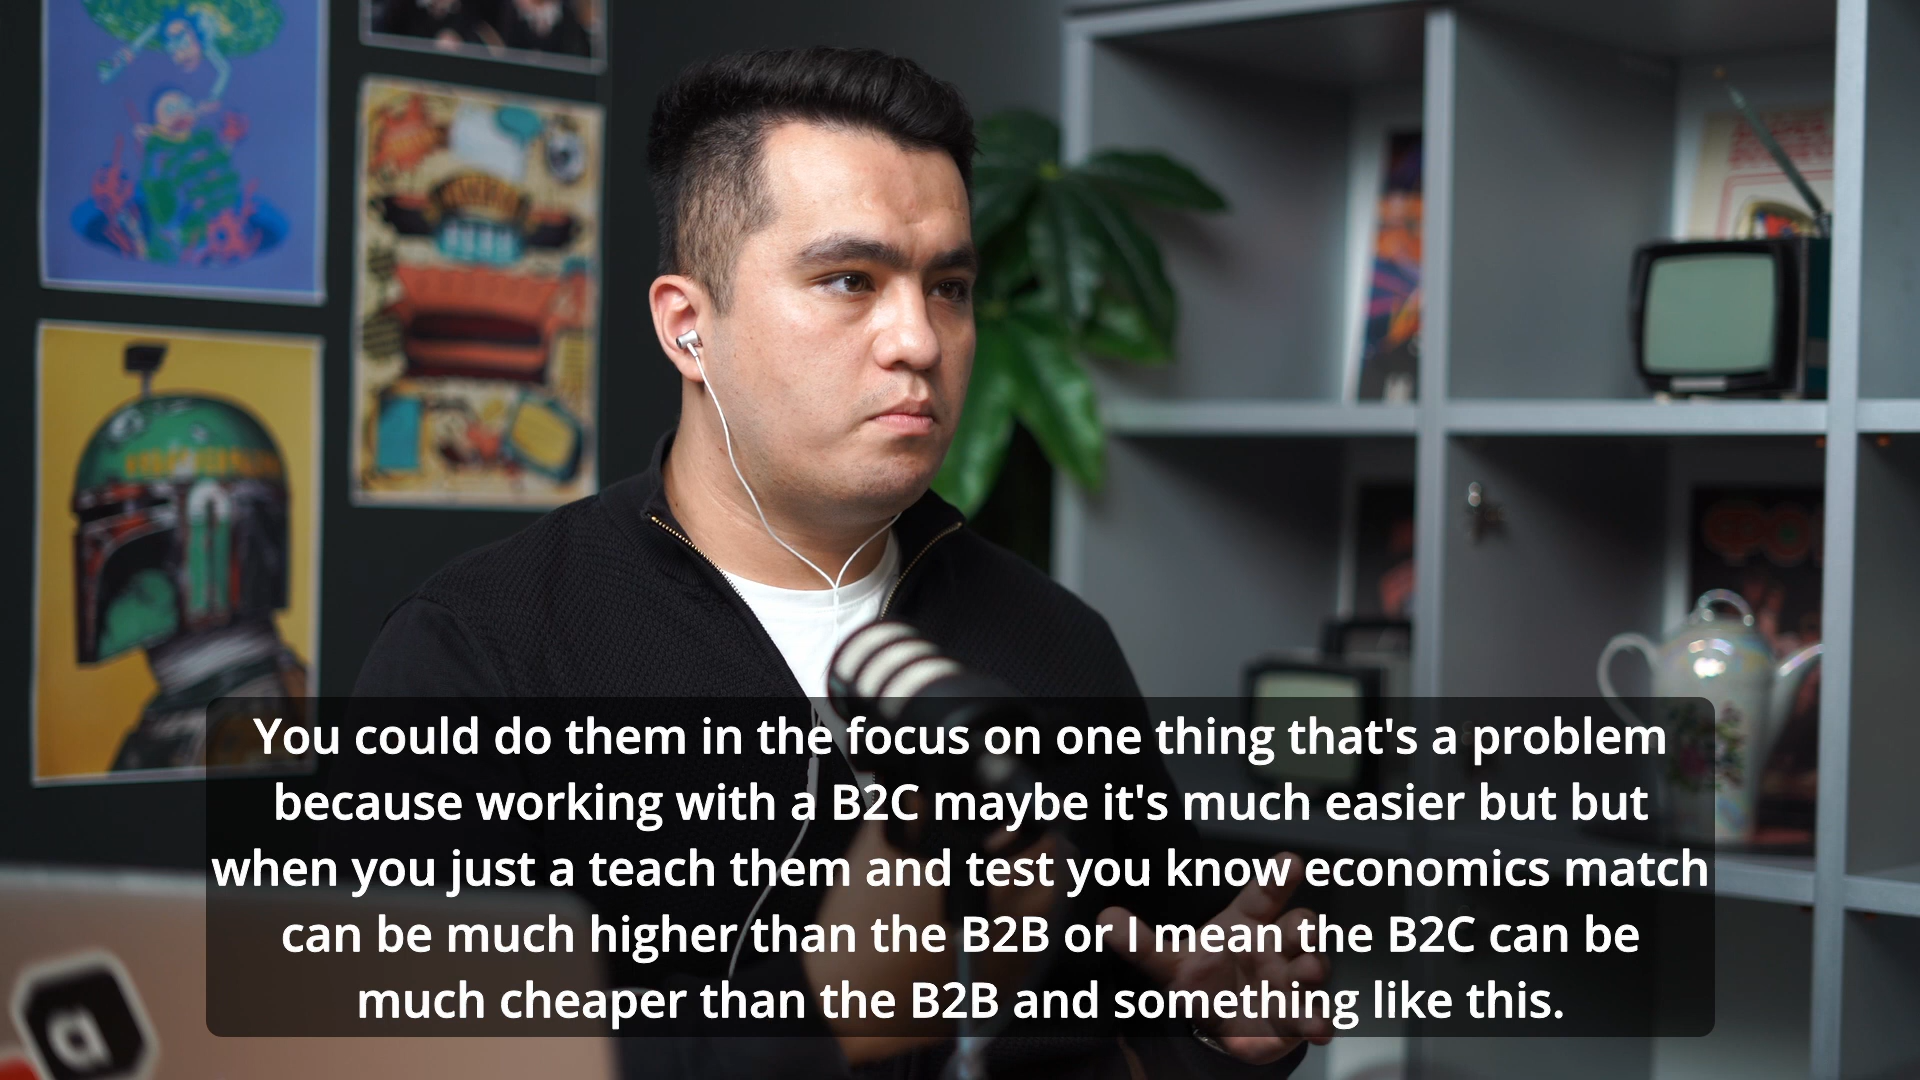 You could do them in the focus on one thing that's a problem
because working with a B2C maybe it's much easier but but
when you just a teach them and test you know economics match
can be much higher than the B2B or I mean the B2C can be
much cheaper than the B2B and something like this.
a